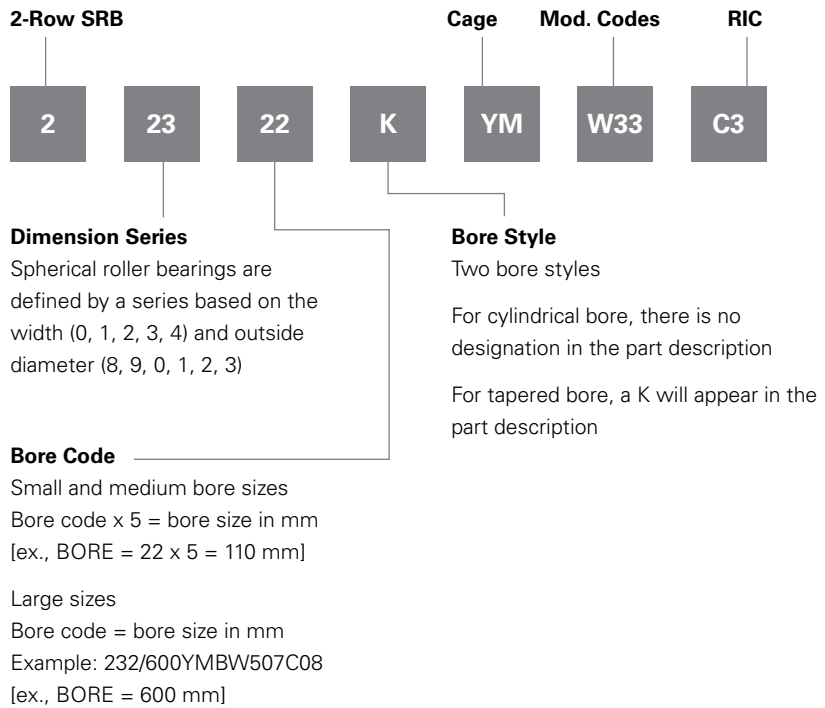 2-Row SRB
Cage
Mod. Codes
RIC
2
23
22
K
YM
W33
C3
Dimension Series
Spherical roller bearings are
defined by a series based on the
width (0, 1, 2, 3, 4) and outside
diameter (8, 9, 0, 1, 2, 3)
Bore Style
Two bore styles
For cylindrical bore, there is no
designation in the part description
For tapered bore, a K will appear in the
part description
Bore Code
Small and medium bore sizes
Bore code x 5 = bore size in mm
[ex., BORE = 22 x 5 = 110 mm]
Large sizes
Bore code = bore size in mm
Example: 232/600YMBW507C08
[ex., BORE = 600 mm]